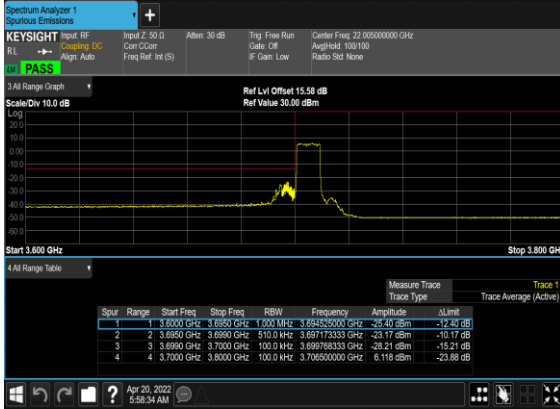 Spectrum Analyzer 1
Spurious Emissions
+
KEYSIGHT Input: RF Input Z: 50 Ω Atten: 30 dB Trig: Free Run Center Freq: 22.005000000 GHz
RL Coupling: DC Corr CCorr Gate: Off Avg|Hold: 100/100
Align: Auto Freq Ref: Int (S) IF Gain: Low Radio Std: None
PASS
3 All Range Graph Ref Lvl Offset 15.58 dB
Scale/Div 10.0 dB Ref Value 30.00 dBm
Log
20.0
10.0
0.00
-10.0
-20.0
-30.0
-40.0
-50.0
-60.0
Start 3.600 GHz Stop 3.800 GHz
4 All Range Table
Measure Trace Trace 1
Trace Type Trace Average (Active)
Spur Range Start Freq Stop Freq RBW Frequency Amplitude ΔLimit
1 1 3.6000 GHz 3.6950 GHz 1.000 MHz 3.694525000 GHz -25.40 dBm -12.40 dB
2 2 3.6950 GHz 3.6990 GHz 510.0 kHz 3.697173333 GHz -23.17 dBm -10.17 dB
3 3 3.6990 GHz 3.7000 GHz 100.0 kHz 3.699768333 GHz -28.21 dBm -15.21 dB
4 4 3.7000 GHz 3.8000 GHz 100.0 kHz 3.706500000 GHz 6.118 dBm -23.88 dB
? Apr 20, 2022
5:58:34 AM